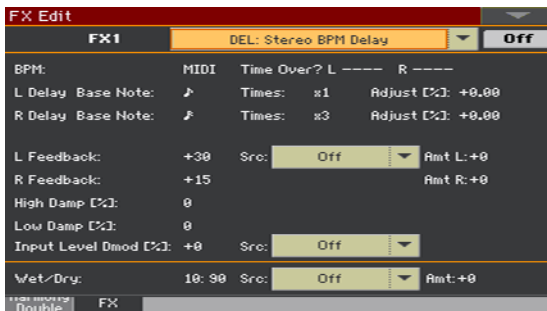 FX Edit
FX1 DEL: Stereo BPM Delay Off
BPM: MIDI Time Over? L ---- R ----
L Delay Base Note: ♪ Times: x1 Adjust [%]: +0.00
R Delay Base Note: ♪ Times: x3 Adjust [%]: +0.00
L Feedback: +30 Src: Off Amt L:+0
R Feedback: +15 Amt R:+0
High Damp [%]: 0
Low Damp [%]: 0
Input Level Dmod [%]: +0 Src: Off
Wet/Dry: 10: 90 Src: Off Amt:+0
Harmony
Double FX